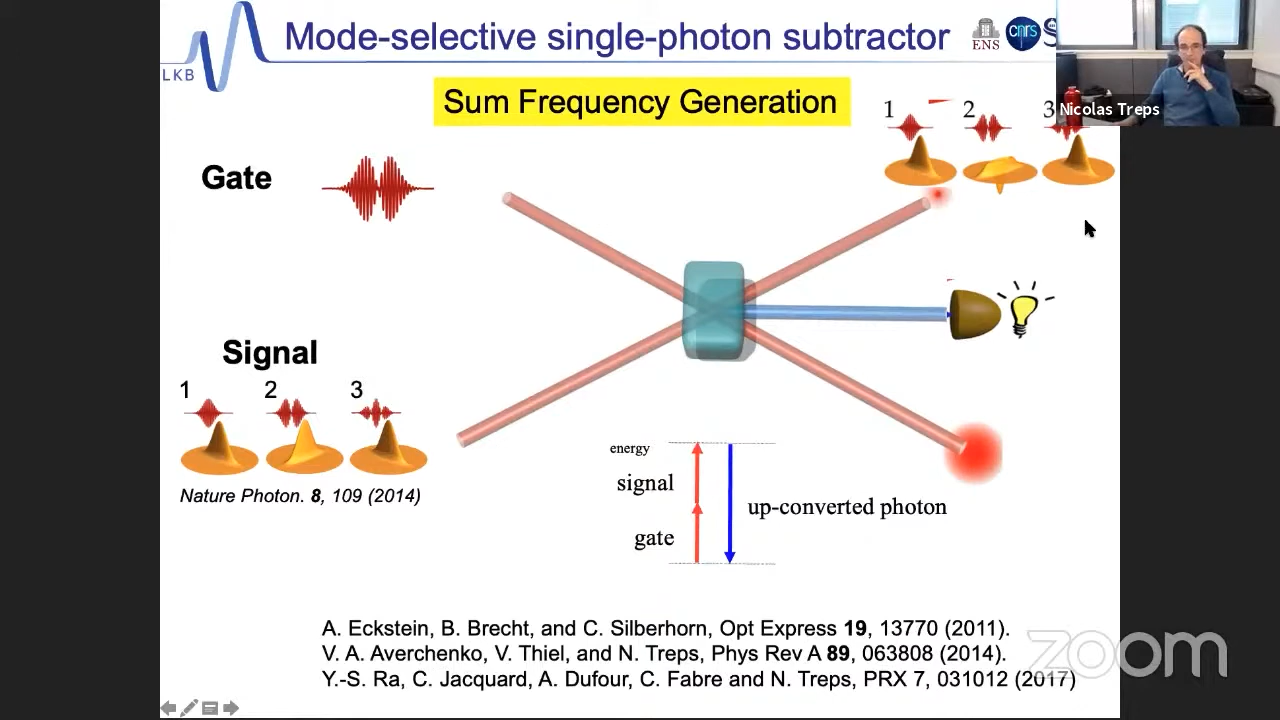 Mode-selective single-photon subtractor
LKB
ENS
cnrs
Sum Frequency Generation
Nicolas Treps
1 2 3
Gate
Signal
1 2 3
Nature Photon. 8, 109 (2014)
energy
signal
gate
up-converted photon
A. Eckstein, B. Brecht, and C. Silberhorn, Opt Express 19, 13770 (2011).
V. A. Averchenko, V. Thiel, and N. Treps, Phys Rev A 89, 063808 (2014).
Y.-S. Ra, C. Jacquard, A. Dufour, C. Fabre and N. Treps, PRX 7, 031012 (2017)
zoom